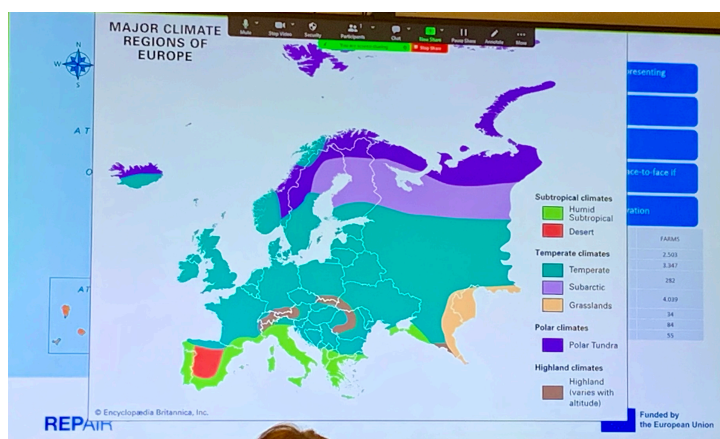 MAJOR CLIMATE
REGIONS OF
EUROPE
Mute
Stop Video
Security
Participants
Chat
New Share
Pause Share
Annotate
More
Stop Share
N
W
S
A T
O
A T
resenting
ace-to-face if
ration
FARMS
2.503
3.347
282
4.039
34
84
55
Subtropical climates
Humid
Subtropical
Desert
Temperate climates
Temperate
Subarctic
Grasslands
Polar climates
Polar Tundra
Highland climates
Highland
(varies with
altitude)
© Encyclopædia Britannica, Inc.
REPAIR
Funded by
the European Union